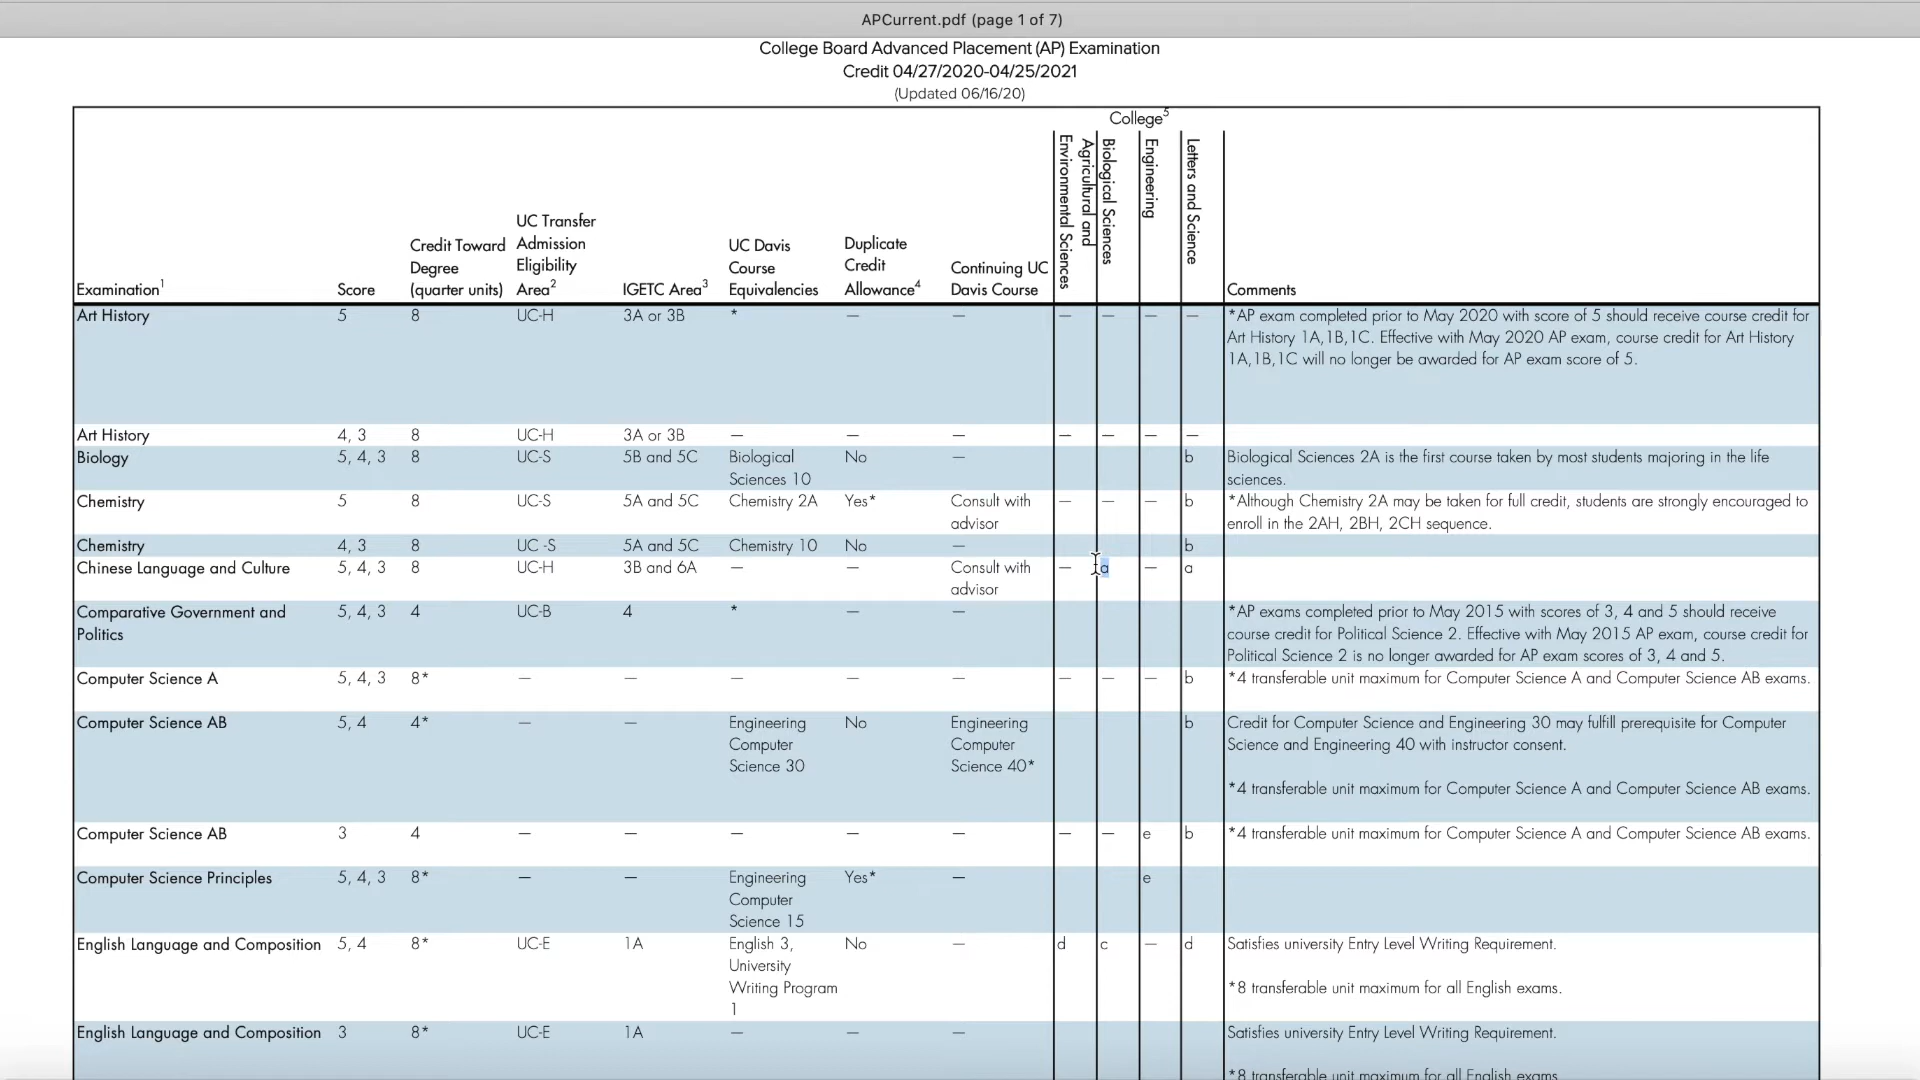 APCurrent.pdf (page 1 of 7)
College Board Advanced Placement (AP) Examination
Credit 04/27/2020-04/25/2021
(Updated 06/16/20)
College5
Examination1
Score
Credit Toward
Degree
(quarter units)
UC Transfer
Admission
Eligibility
Area2
IGETC Area3
UC Davis
Course
Equivalencies
Duplicate
Credit
Allowance4
Continuing UC
Davis Course
Agricultural and
Environmental Sciences
Biological Sciences
Engineering
Letters and Science
Comments
Art History 5 8 UC-H 3A or 3B * — — — — — — *AP exam completed prior to May 2020 with score of 5 should receive course credit for
Art History 1A,1B,1C. Effective with May 2020 AP exam, course credit for Art History
1A,1B,1C will no longer be awarded for AP exam score of 5.
Art History 4, 3 8 UC-H 3A or 3B — — — — — — —
Biology 5, 4, 3 8 UC-S 5B and 5C Biological No — b Biological Sciences 2A is the first course taken by most students majoring in the life
Sciences 10 sciences.
Chemistry 5 8 UC-S 5A and 5C Chemistry 2A Yes* Consult with — — — b *Although Chemistry 2A may be taken for full credit, students are strongly encouraged to
advisor enroll in the 2AH, 2BH, 2CH sequence.
Chemistry 4, 3 8 UC -S 5A and 5C Chemistry 10 No — b
Chinese Language and Culture 5, 4, 3 8 UC-H 3B and 6A — — Consult with — a — a
advisor
Comparative Government and 5, 4, 3 4 UC-B 4 * — — *AP exams completed prior to May 2015 with scores of 3, 4 and 5 should receive
Politics course credit for Political Science 2. Effective with May 2015 AP exam, course credit for
Political Science 2 is no longer awarded for AP exam scores of 3, 4 and 5.
Computer Science A 5, 4, 3 8* — — — — — — — — b *4 transferable unit maximum for Computer Science A and Computer Science AB exams.
Computer Science AB 5, 4 4* — — Engineering No Engineering b Credit for Computer Science and Engineering 30 may fulfill prerequisite for Computer
Computer Computer Science and Engineering 40 with instructor consent.
Science 30 Science 40*
*4 transferable unit maximum for Computer Science A and Computer Science AB exams.
Computer Science AB 3 4 — — — — — — — e b *4 transferable unit maximum for Computer Science A and Computer Science AB exams.
Computer Science Principles 5, 4, 3 8* — — Engineering Yes* — e
Computer
Science 15
English Language and Composition 5, 4 8* UC-E 1A English 3, No — d c — d Satisfies university Entry Level Writing Requirement.
University
Writing Program *8 transferable unit maximum for all English exams.
1
English Language and Composition 3 8* UC-E 1A — — — Satisfies university Entry Level Writing Requirement.
*8 transferable unit maximum for all English exams